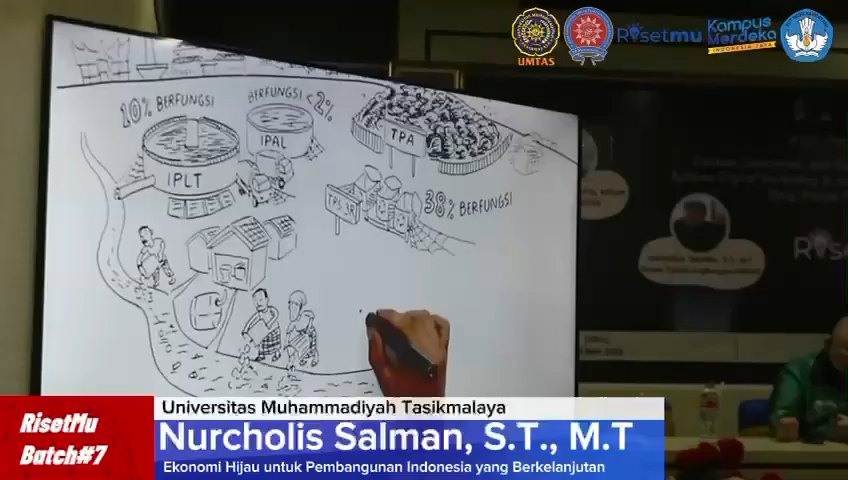 UMTAS
Risetmu
Kampus
Merdeka
INDONESIA JAYA
10% BERFUNGSI
BERFUNGSI <2%
IPAL
TPA
IPLT
TPS 3R
38% BERFUNGSI
RisetMu
Batch#7
Universitas Muhammadiyah Tasikmalaya
Nurcholis Salman, S.T., M.T
Ekonomi Hijau untuk Pembangunan Indonesia yang Berkelanjutan